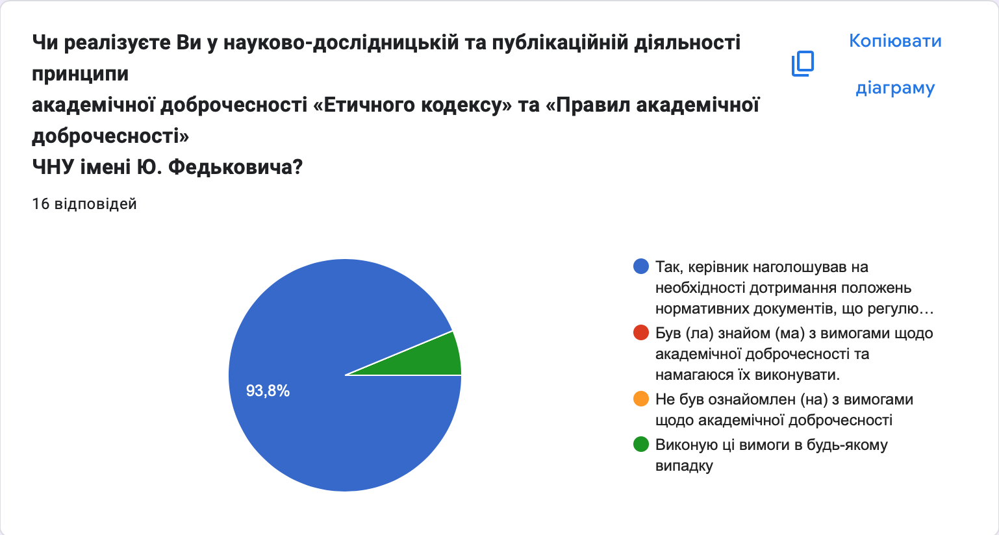 Чи реалізуєте Ви у науково-дослідницькій та публікаційній діяльності
принципи
академічної доброчесності «Етичного кодексу» та «Правил академічної
доброчесності»
ЧНУ імені Ю. Федьковича?
Копіювати
діаграму
16 відповідей
93,8%
Так, керівник наголошував на
необхідності дотримання положень
нормативних документів, що регулю…
Був (ла) знайом (ма) з вимогами щодо
академічної доброчесності та
намагаюся їх виконувати.
Не був ознайомлен (на) з вимогами
щодо академічної доброчесності
Виконую ці вимоги в будь-якому
випадку